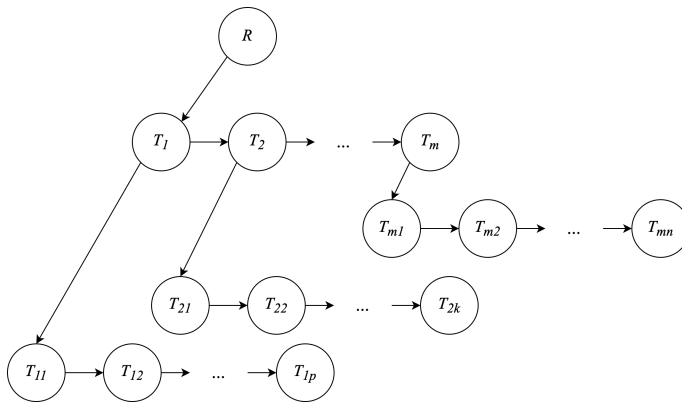 R
T1 T2 ... Tm
Tm1 Tm2 ... Tmn
T21 T22 ... T2k
T11 T12 ... T1p